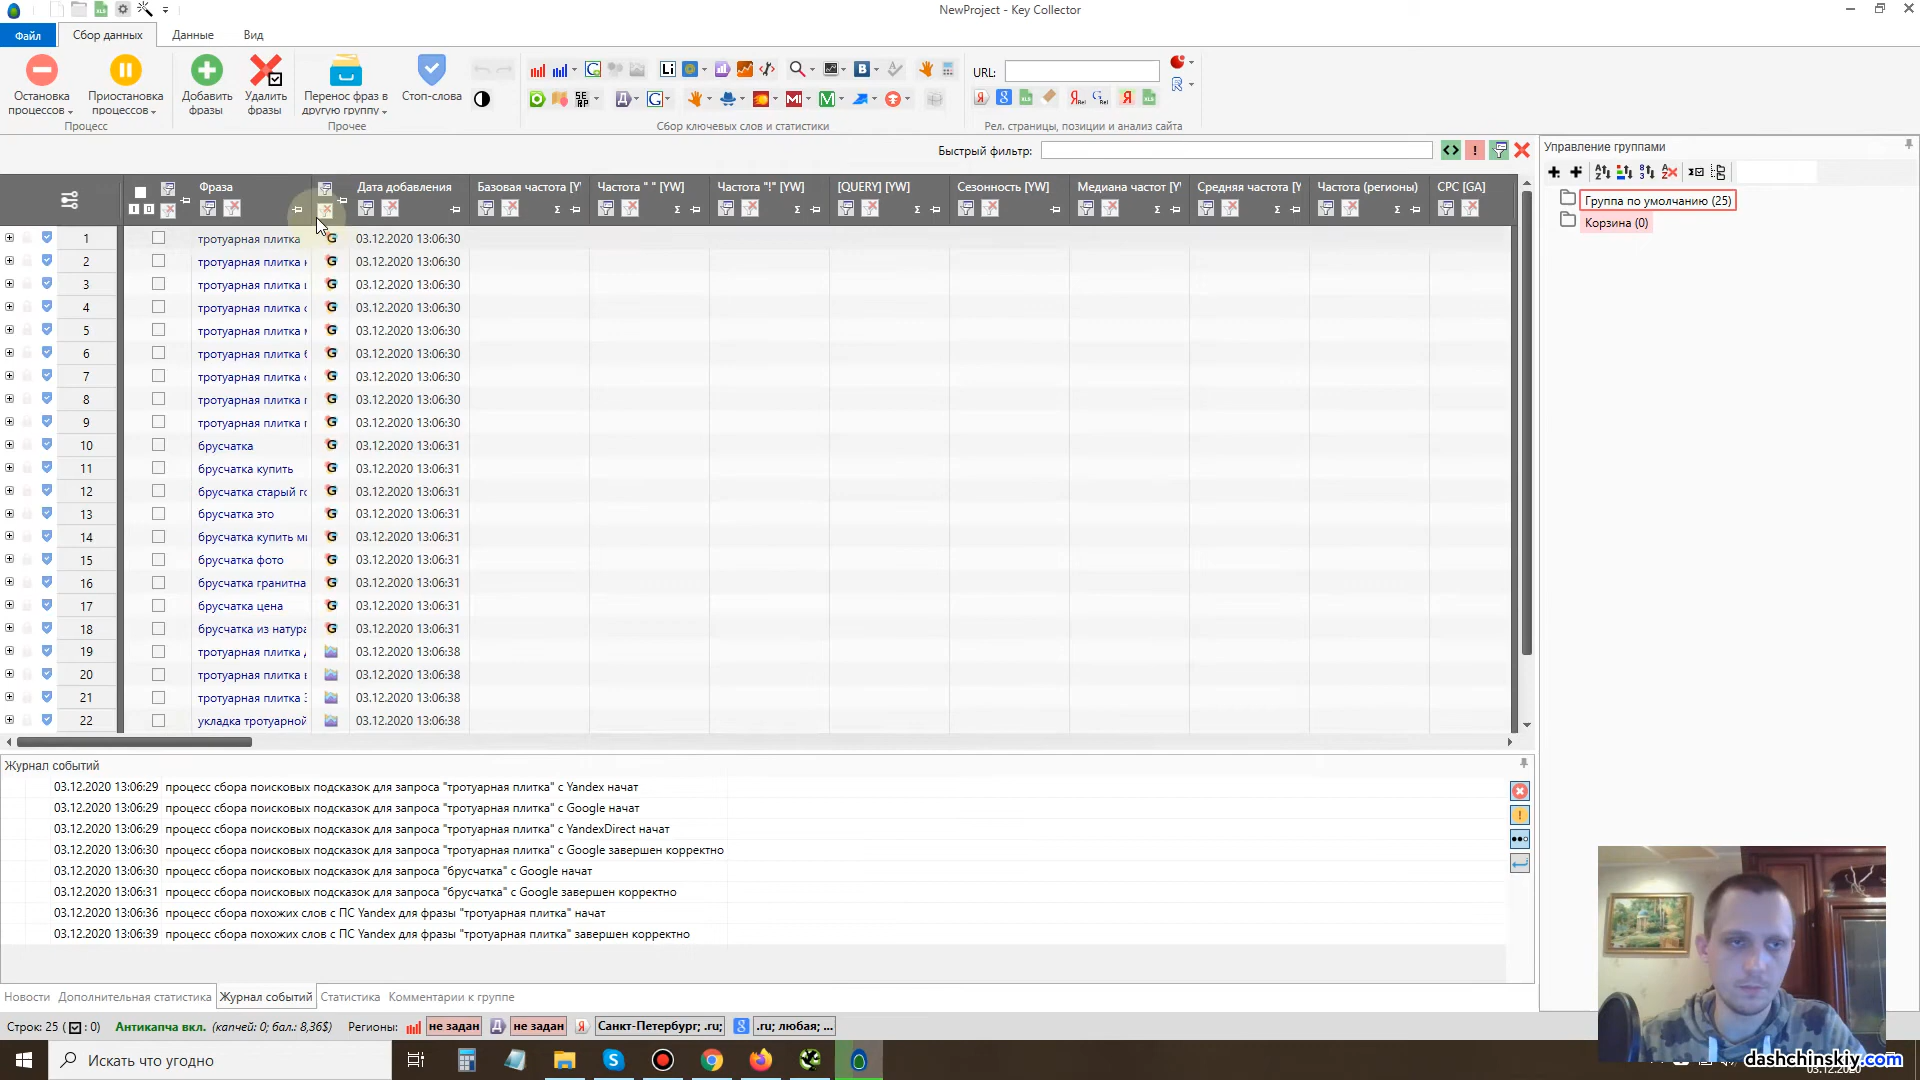 NewProject - Key Collector
Файл
Сбор данных
Данные
Вид
Остановка процессов
Приостановка процессов
Добавить фразы
Удалить фразы
Перенос фраз в другую группу
Стоп-слова
Процесс
Прочее
Сбор ключевых слов и статистики
URL:
Рел. страницы, позиции и анализ сайта
Быстрый фильтр:
Управление группами
Группа по умолчанию (25)
Корзина (0)
Фраза
Дата добавления
Базовая частота [Y
Частота " " [YW]
Частота "!" [YW]
[QUERY] [YW]
Сезонность [YW]
Медиана частот [Y
Средняя частота [Y
Частота (регионы)
CPC [GA]
1 тротуарная плитка 03.12.2020 13:06:30
2 тротуарная плитка 03.12.2020 13:06:30
3 тротуарная плитка 03.12.2020 13:06:30
4 тротуарная плитка 03.12.2020 13:06:30
5 тротуарная плитка 03.12.2020 13:06:30
6 тротуарная плитка 03.12.2020 13:06:30
7 тротуарная плитка 03.12.2020 13:06:30
8 тротуарная плитка 03.12.2020 13:06:30
9 тротуарная плитка 03.12.2020 13:06:30
10 брусчатка 03.12.2020 13:06:31
11 брусчатка купить 03.12.2020 13:06:31
12 брусчатка старый го 03.12.2020 13:06:31
13 брусчатка это 03.12.2020 13:06:31
14 брусчатка купить ми 03.12.2020 13:06:31
15 брусчатка фото 03.12.2020 13:06:31
16 брусчатка гранитна 03.12.2020 13:06:31
17 брусчатка цена 03.12.2020 13:06:31
18 брусчатка из натура 03.12.2020 13:06:31
19 тротуарная плитка 03.12.2020 13:06:38
20 тротуарная плитка 03.12.2020 13:06:38
21 тротуарная плитка 03.12.2020 13:06:38
22 укладка тротуарной 03.12.2020 13:06:38
Журнал событий
03.12.2020 13:06:29 процесс сбора поисковых подсказок для запроса "тротуарная плитка" с Yandex начат
03.12.2020 13:06:29 процесс сбора поисковых подсказок для запроса "тротуарная плитка" с Google начат
03.12.2020 13:06:29 процесс сбора поисковых подсказок для запроса "тротуарная плитка" с YandexDirect начат
03.12.2020 13:06:30 процесс сбора поисковых подсказок для запроса "тротуарная плитка" с Google завершен корректно
03.12.2020 13:06:30 процесс сбора поисковых подсказок для запроса "брусчатка" с Google начат
03.12.2020 13:06:31 процесс сбора поисковых подсказок для запроса "брусчатка" с Google завершен корректно
03.12.2020 13:06:36 процесс сбора похожих слов с ПС Yandex для фразы "тротуарная плитка" начат
03.12.2020 13:06:39 процесс сбора похожих слов с ПС Yandex для фразы "тротуарная плитка" завершен корректно
Новости Дополнительная статистика Журнал событий Статистика Комментарии к группе
Строк: 25 ( : 0) Антикапча вкл. (капчей: 0; бал.: 8,36$) Регионы: не задан не задан Санкт-Петербург; .ru; .ru; любая; ...
Искать что угодно
dashchinskiy.com
03.12.2020